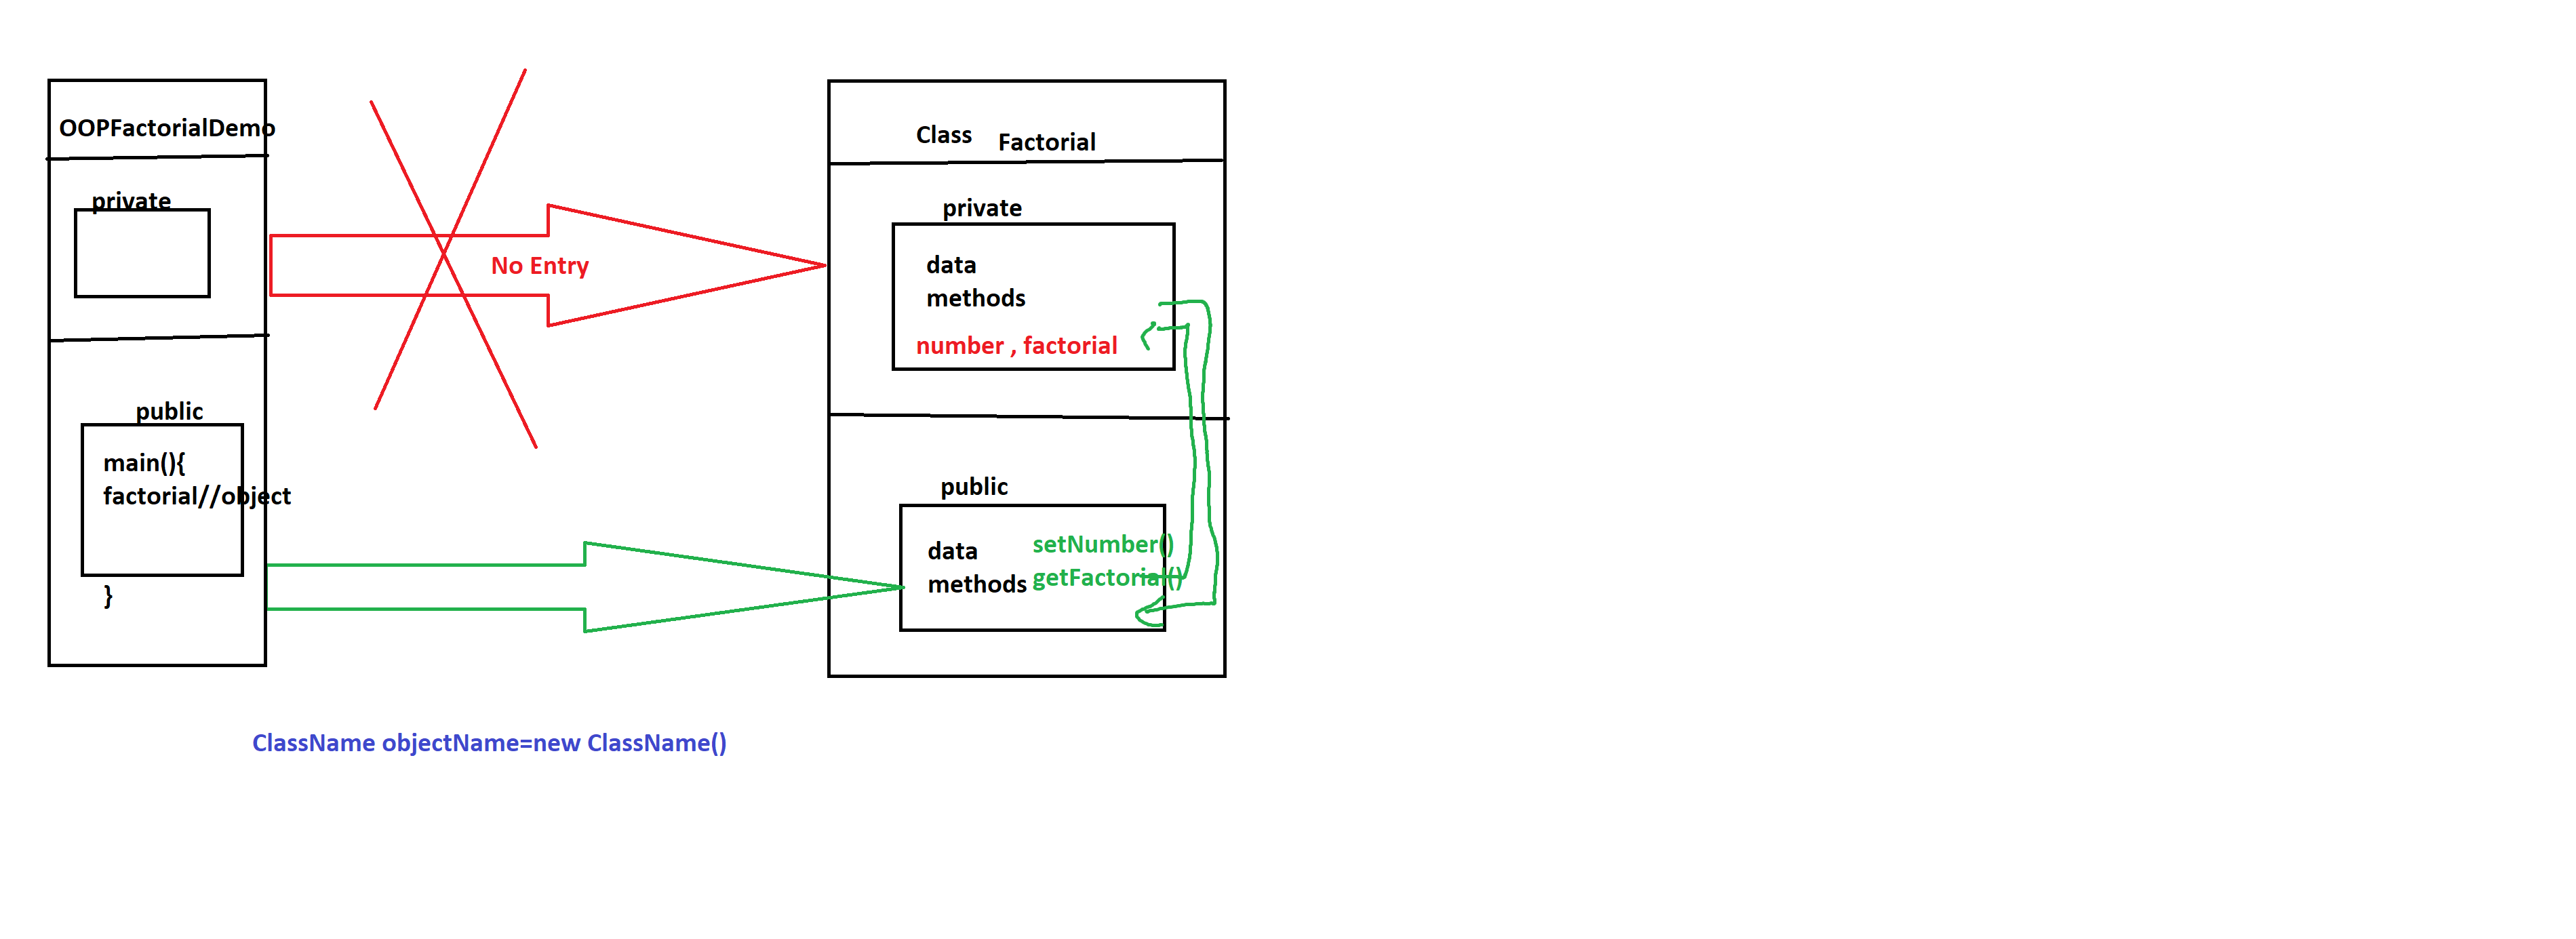 OOPFactorialDemo
private
public
main(){
factorial//object
}
No Entry
Class Factorial
private
data
methods
number , factorial
public
data
methods
setNumber()
getFactorial()
ClassName objectName=new ClassName()